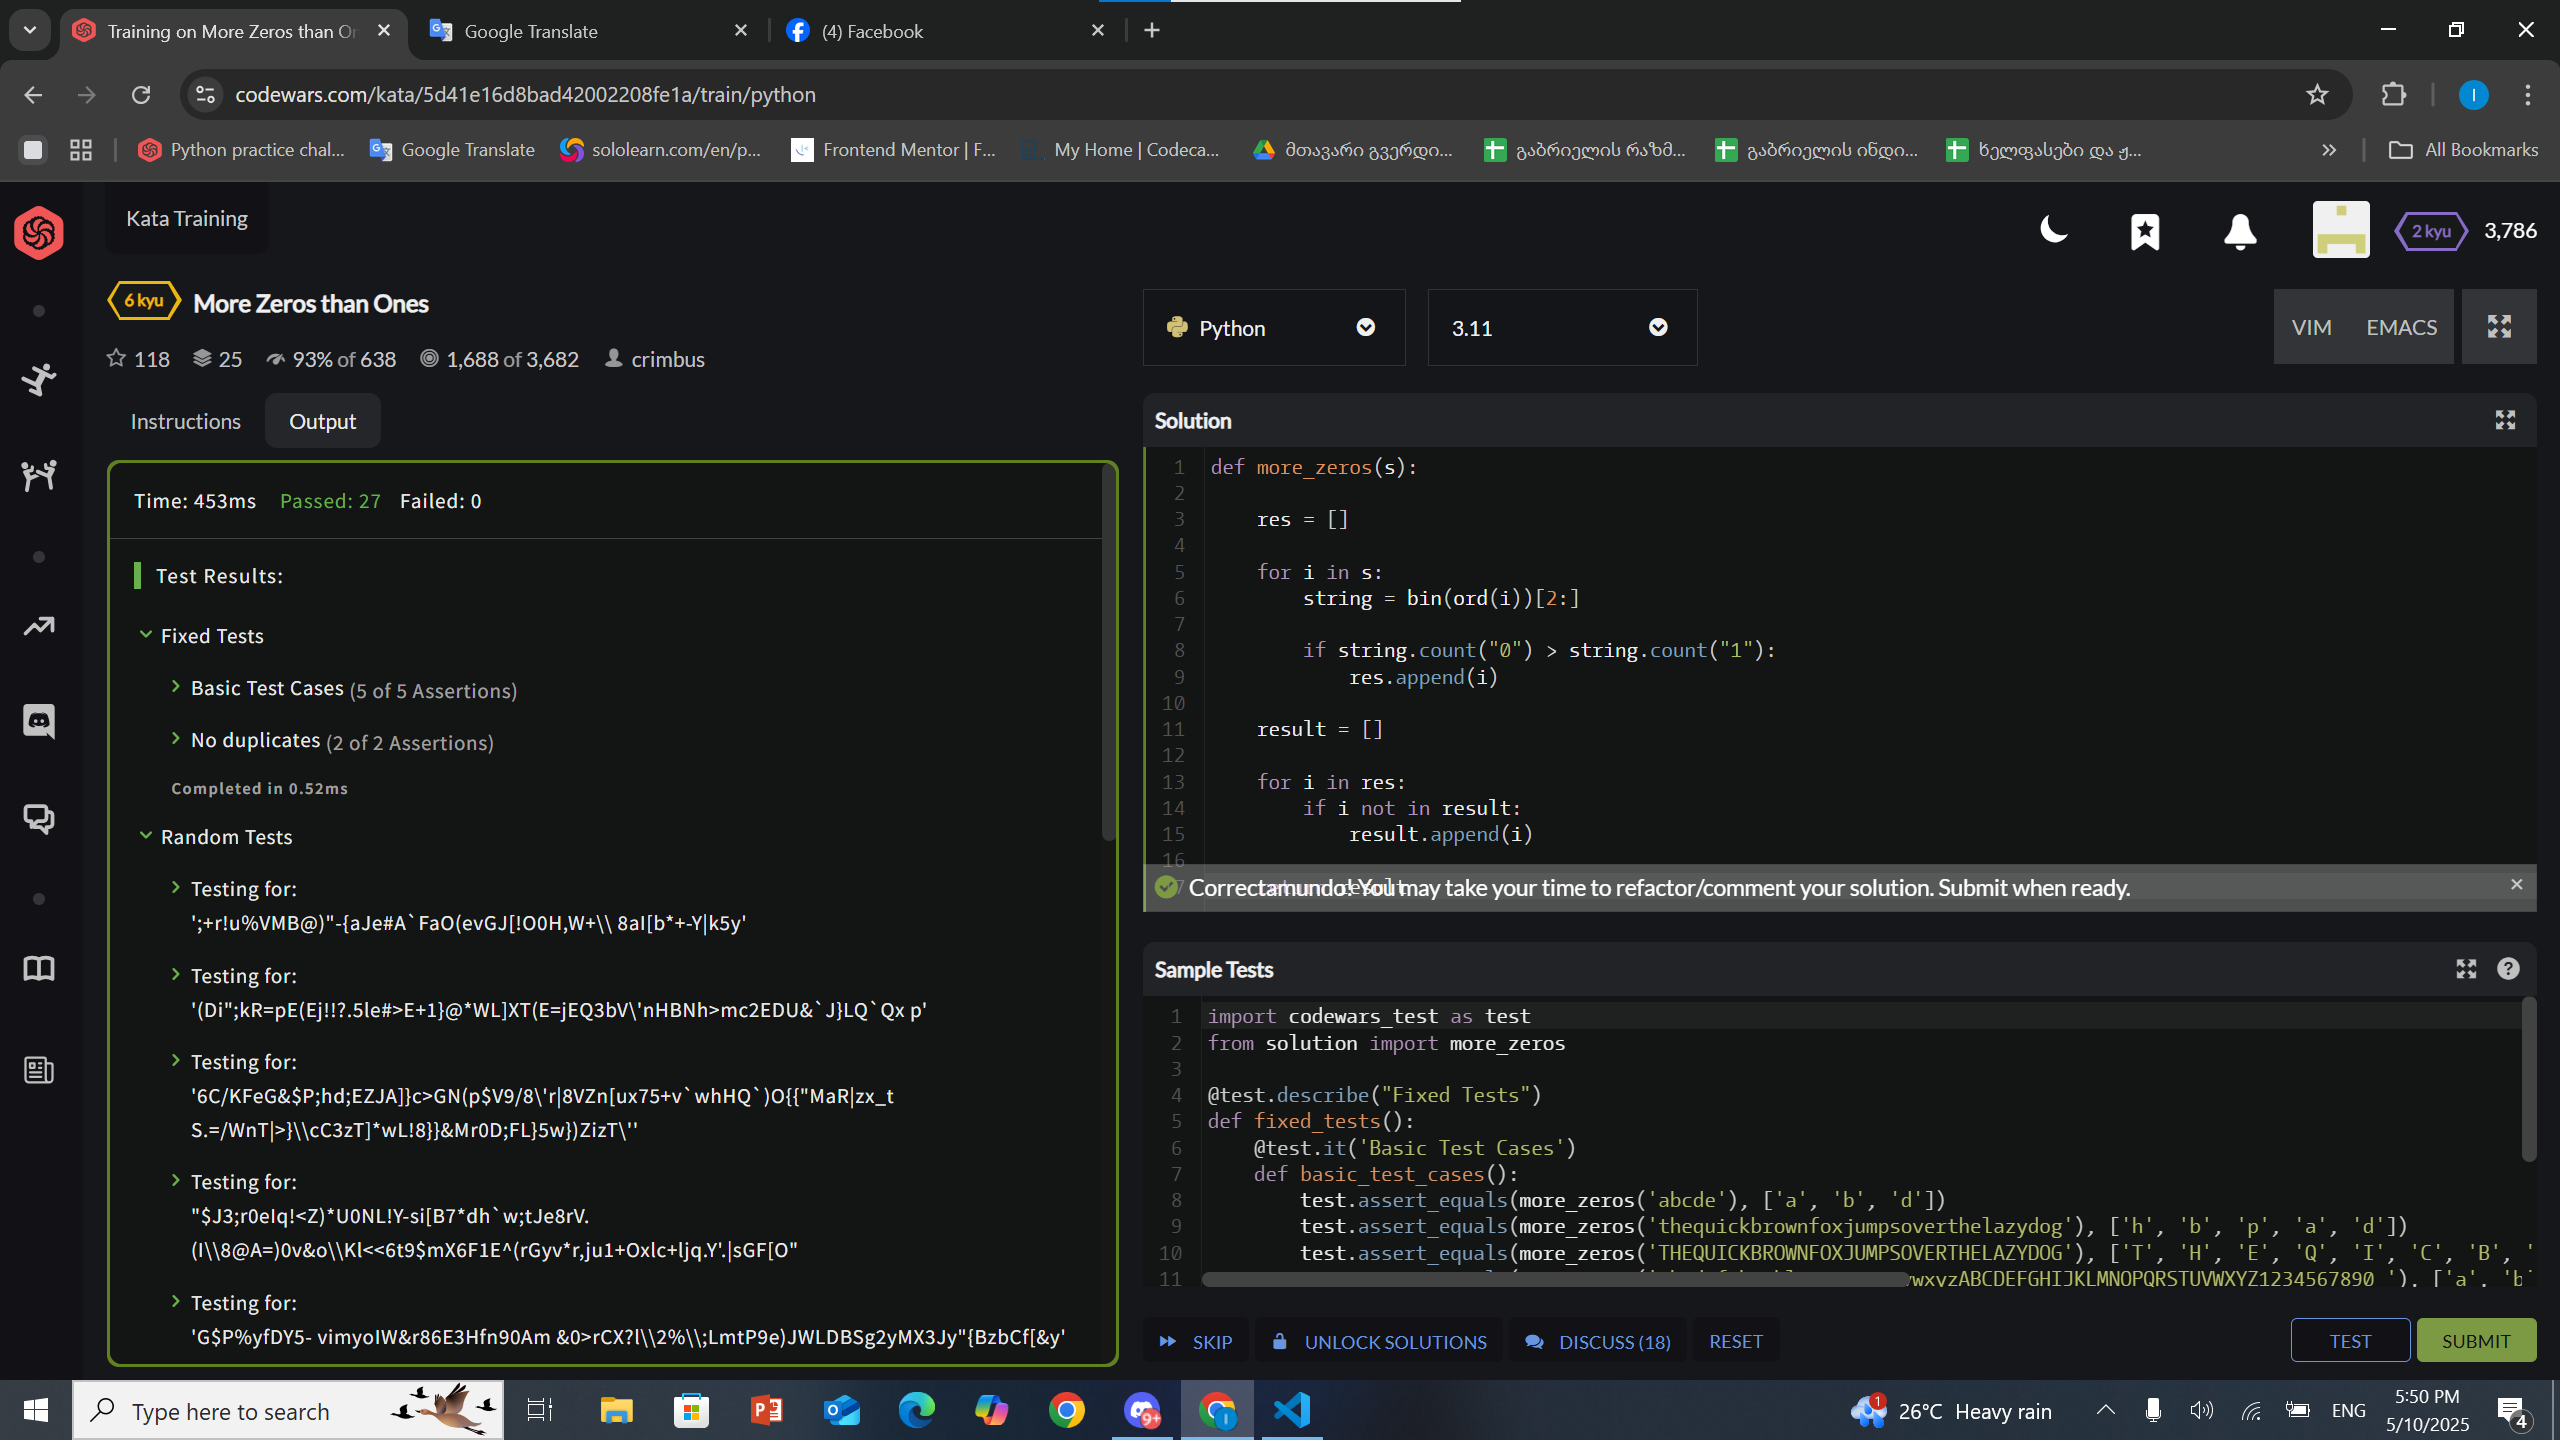 Training on More Zeros than Or
Google Translate
(4) Facebook
codewars.com/kata/5d41e16d8bad42002208fe1a/train/python
I
Python practice chal...
Google Translate
sololearn.com/en/p...
Frontend Mentor | F...
My Home | Codeca...
მთავარი გვერდი...
გაბრიელის რაზმ...
გაბრიელის ინდი...
ხელფასები და ჟ...
All Bookmarks
Kata Training
2 kyu
3,786
6 kyu
More Zeros than Ones
118
25
93% of 638
1,688 of 3,682
crimbus
Python
3.11
VIM
EMACS
Instructions
Output
Time: 453ms Passed: 27 Failed: 0
Test Results:
Fixed Tests
Basic Test Cases (5 of 5 Assertions)
No duplicates (2 of 2 Assertions)
Completed in 0.52ms
Random Tests
Testing for:
';+r!u%VMB@)"-{aJe#A`FaO(evGJ[!O0H,W+\\ 8aI[b*+-Y|k5y'
Testing for:
'(Di";kR=pE(Ej!!?.5le#>E+1}@*WL]XT(E=jEQ3bV\'nHBNh>mc2EDU&`J}LQ`Qx p'
Testing for:
'6C/KFeG&$P;hd;EZJA]}c>GN(p$V9/8\'r|8VZn[ux75+v`whHQ`)O{{"MaR|zx_t
S.=/WnT|>}\\cC3zT]*wL!8}}&Mr0D;FL}5w})ZizT\''
Testing for:
"$J3;r0eIq!<Z)*U0NL!Y-si[B7*dh`w;tJe8rV.
(I\\8@A=)0v&o\\Kl<<6t9$mX6F1E^(rGyv*r,ju1+Oxlc+ljq.Y'.|sGF[O"
Testing for:
'G$P%yfDY5- vimyoIW&r86E3Hfn90Am &0>rCX?l\\2%\\;LmtP9e)JWLDBSg2yMX3Jy"{BzbCf[&y'
Solution
1 def more_zeros(s):
2
3 res = []
4
5 for i in s:
6 string = bin(ord(i))[2:]
7
8 if string.count("0") > string.count("1"):
9 res.append(i)
10
11 result = []
12
13 for i in res:
14 if i not in result:
15 result.append(i)
16
Correctamundo! You may take your time to refactor/comment your solution. Submit when ready.
Sample Tests
1 import codewars_test as test
2 from solution import more_zeros
3
4 @test.describe("Fixed Tests")
5 def fixed_tests():
6 @test.it('Basic Test Cases')
7 def basic_test_cases():
8 test.assert_equals(more_zeros('abcde'), ['a', 'b', 'd'])
9 test.assert_equals(more_zeros('thequickbrownfoxjumpsoverthelazydog'), ['h', 'b', 'p', 'a', 'd'])
10 test.assert_equals(more_zeros('THEQUICKBROWNFOXJUMPSOVERTHELAZYDOG'), ['T', 'H', 'E', 'Q', 'I', 'C', 'B', '
11 wxyzABCDEFGHIJKLMNOPQRSTUVWXYZ1234567890_'), ['a', 'b'
SKIP
UNLOCK SOLUTIONS
DISCUSS (18)
RESET
TEST
SUBMIT
Type here to search
9+
1
26°C Heavy rain
ENG
5:50 PM
5/10/2025
4